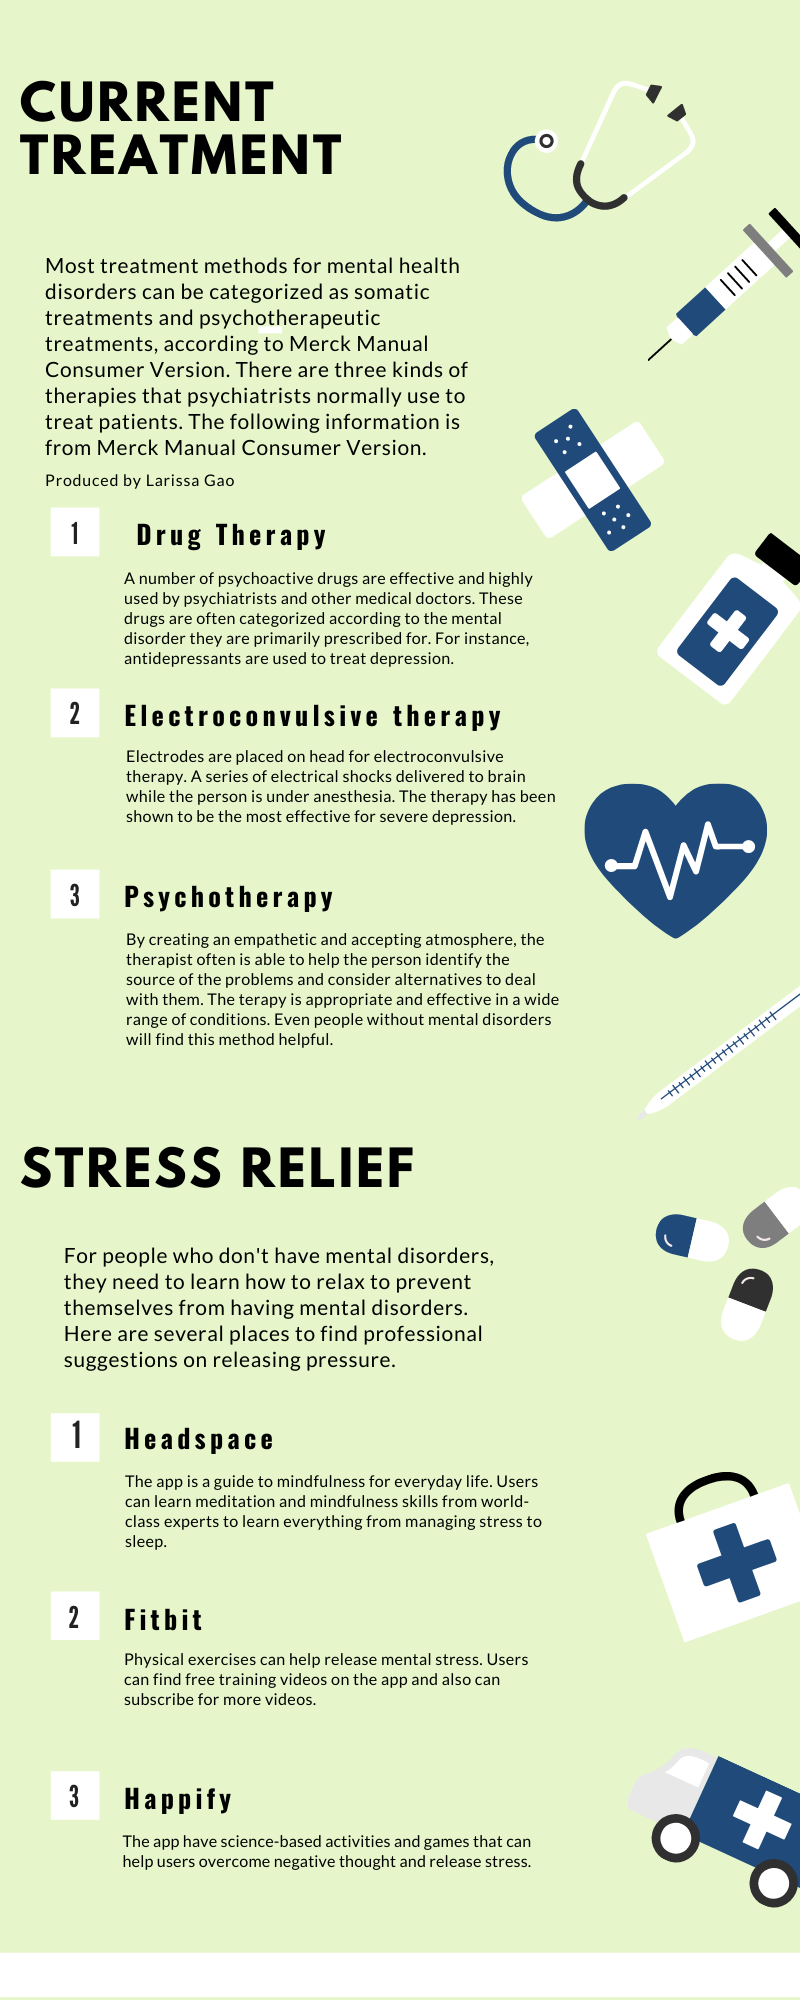 CURRENT
TREATMENT
Most treatment methods for mental health
disorders can be categorized as somatic
treatments and psychotherapeutic
treatments, according to Merck Manual
Consumer Version. There are three kinds of
therapies that psychiatrists normally use to
treat patients. The following information is
from Merck Manual Consumer Version.
Produced by Larissa Gao
1 Drug Therapy
A number of psychoactive drugs are effective and highly
used by psychiatrists and other medical doctors. These
drugs are often categorized according to the mental
disorder they are primarily prescribed for. For instance,
antidepressants are used to treat depression.
2 Electroconvulsive therapy
Electrodes are placed on head for electroconvulsive
therapy. A series of electrical shocks delivered to brain
while the person is under anesthesia. The therapy has been
shown to be the most effective for severe depression.
3 Psychotherapy
By creating an empathetic and accepting atmosphere, the
therapist often is able to help the person identify the
source of the problems and consider alternatives to deal
with them. The terapy is appropriate and effective in a wide
range of conditions. Even people without mental disorders
will find this method helpful.
STRESS RELIEF
For people who don't have mental disorders,
they need to learn how to relax to prevent
themselves from having mental disorders.
Here are several places to find professional
suggestions on releasing pressure.
1 Headspace
The app is a guide to mindfulness for everyday life. Users
can learn meditation and mindfulness skills from world-
class experts to learn everything from managing stress to
sleep.
2 Fitbit
Physical exercises can help release mental stress. Users
can find free training videos on the app and also can
subscribe for more videos.
3 Happify
The app have science-based activities and games that can
help users overcome negative thought and release stress.